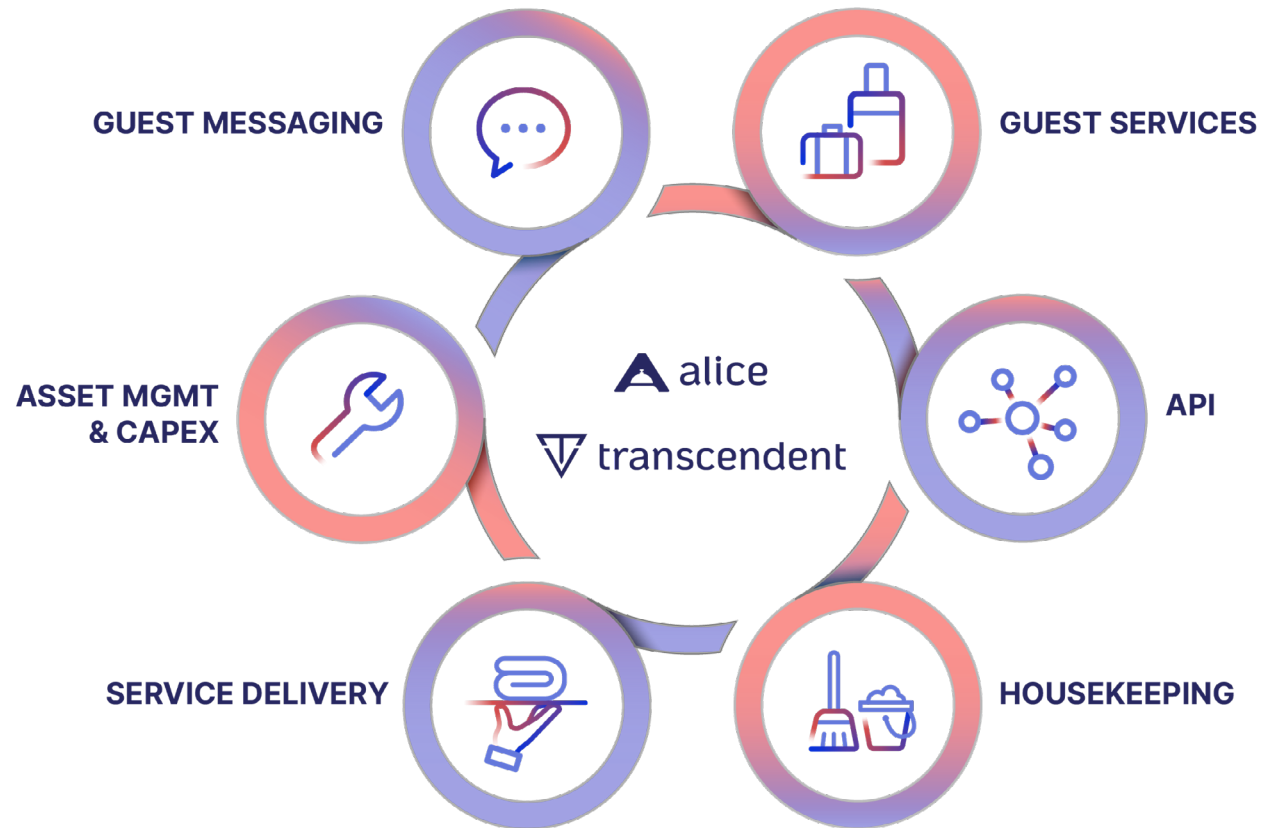 GUEST MESSAGING
GUEST SERVICES
ASSET MGMT
& CAPEX
alice
transcendent
API
SERVICE DELIVERY
HOUSEKEEPING